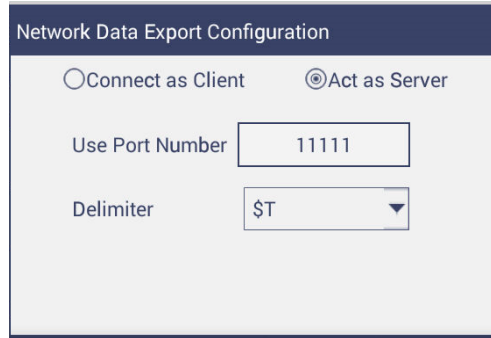 Network Data Export Configuration
Connect as Client Act as Server
Use Port Number 11111
Delimiter $T